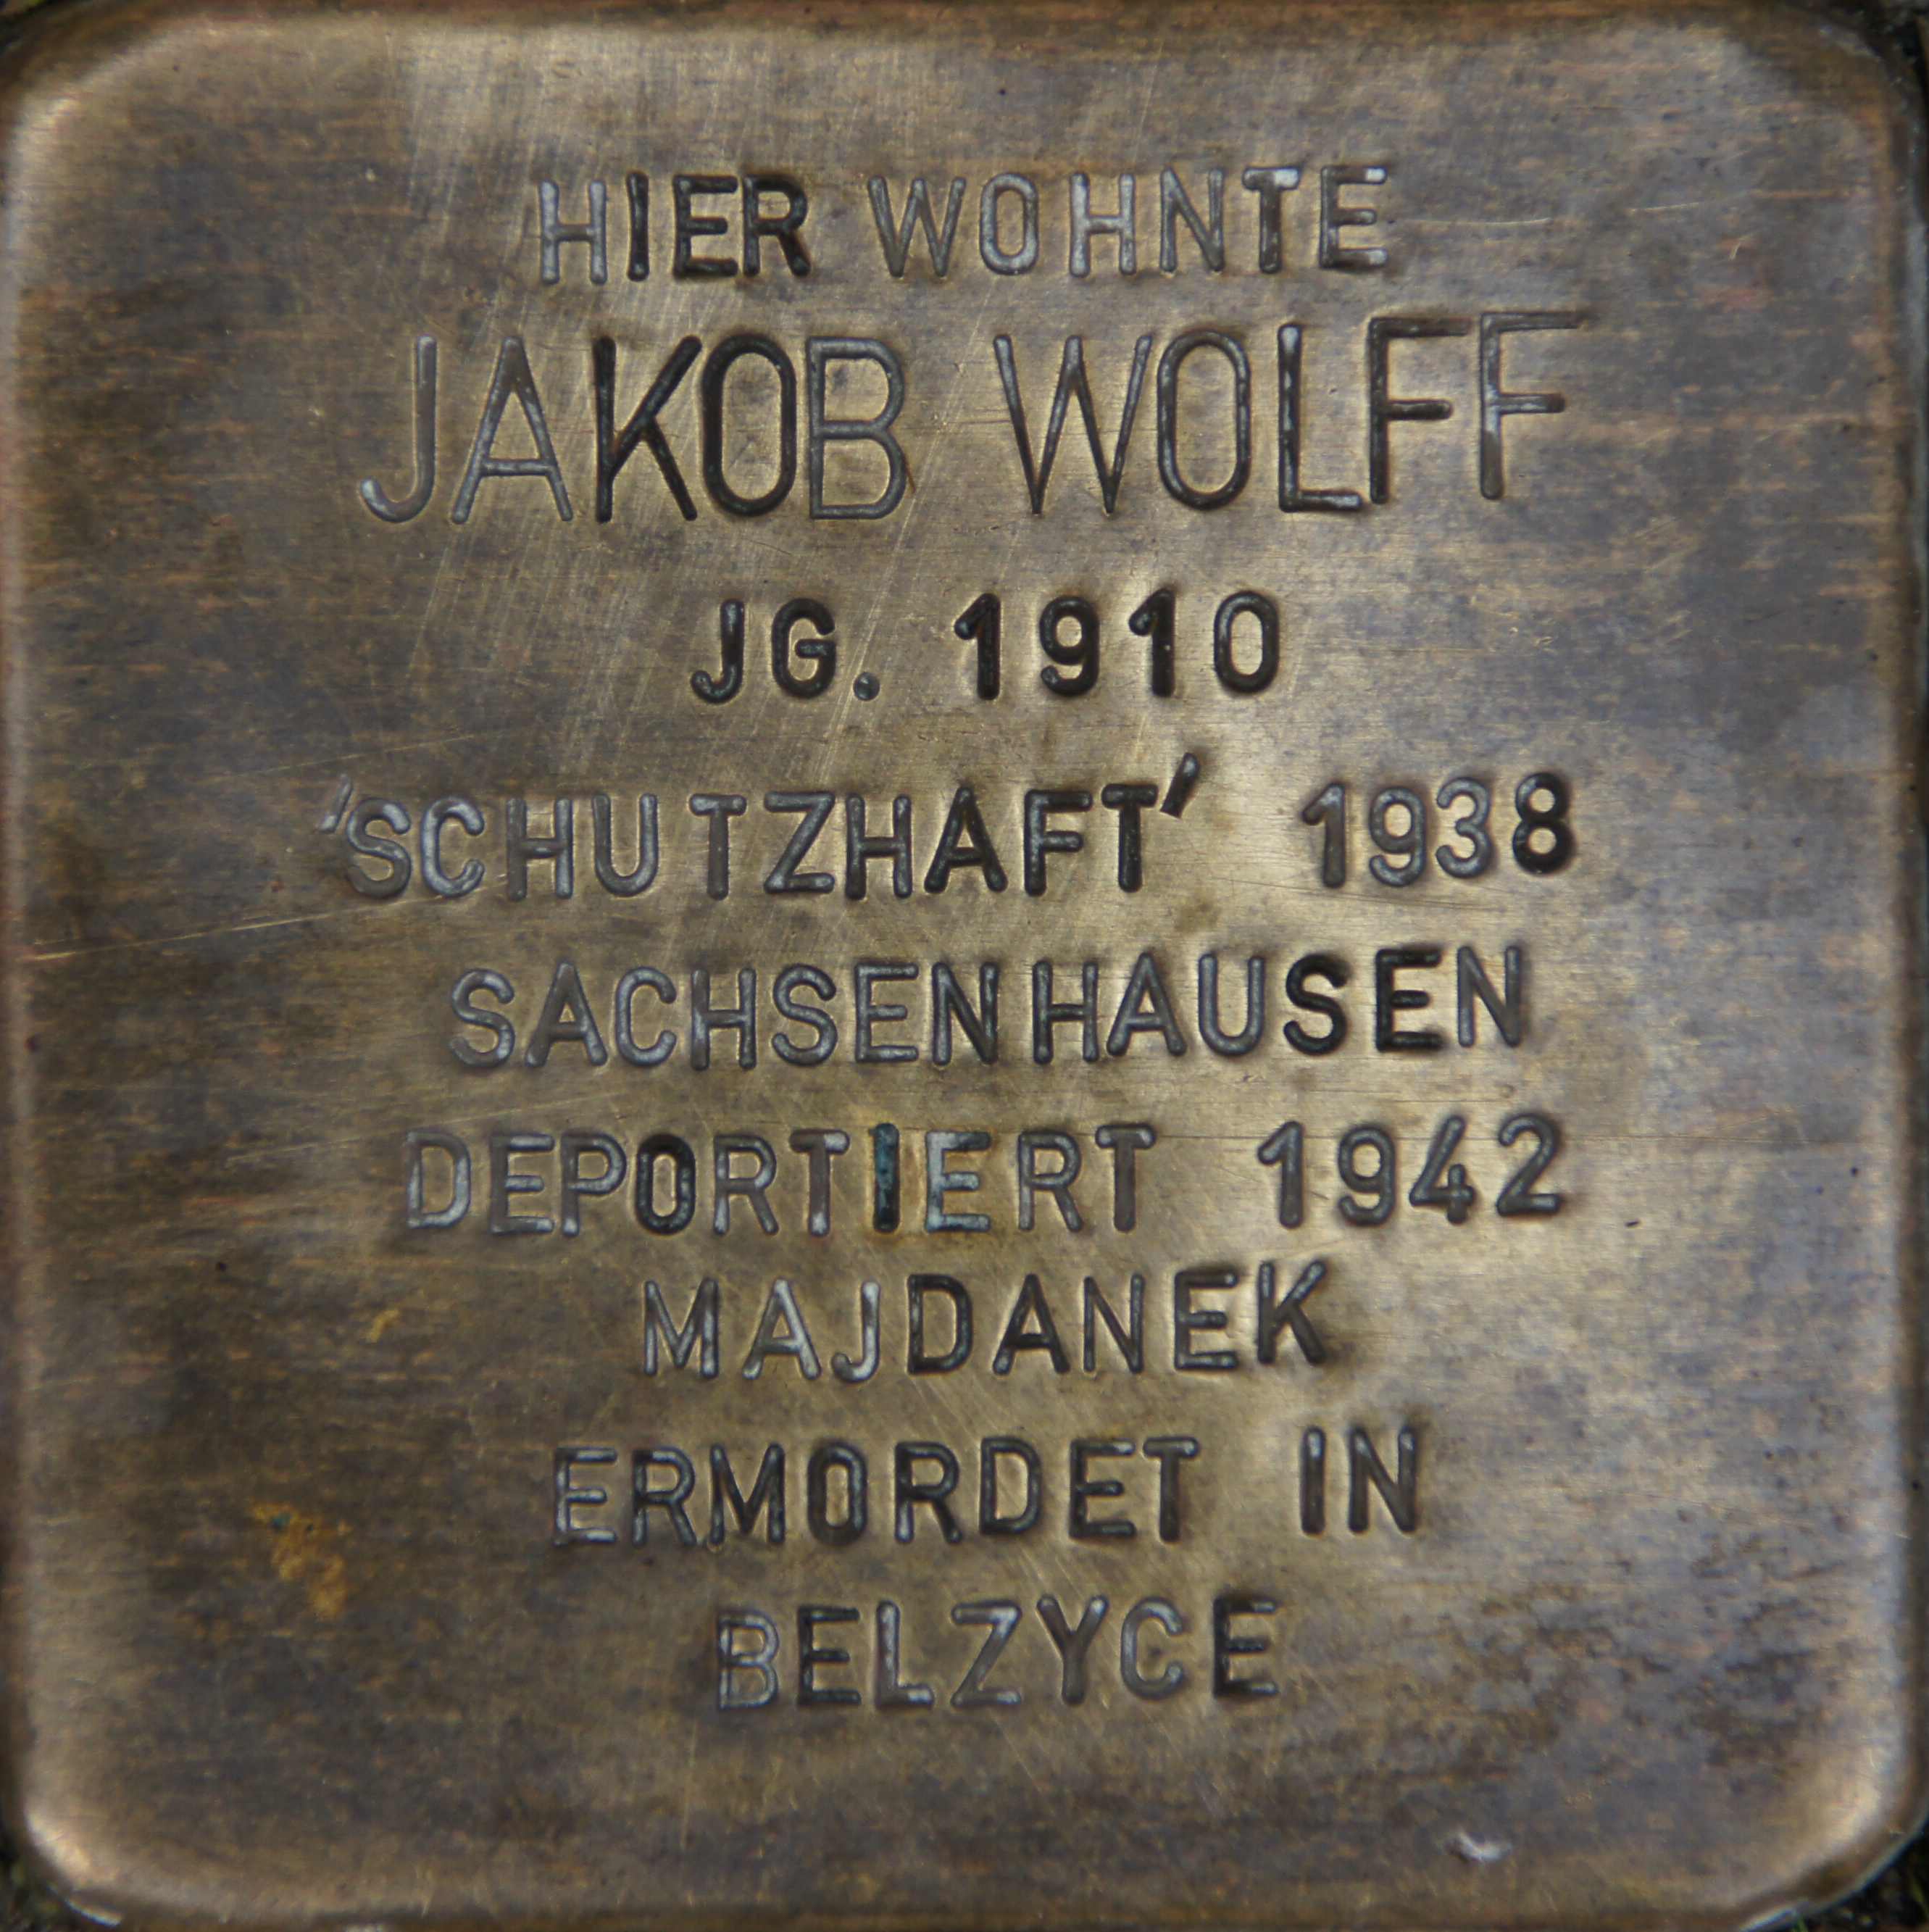 HIER WOHNTE
JAKOB WOLFF
JG. 1910
'SCHUTZHAFT' 1938
SACHSENHAUSEN
DEPORTIERT 1942
MAJDANEK
ERMORDET IN
BELZYCE